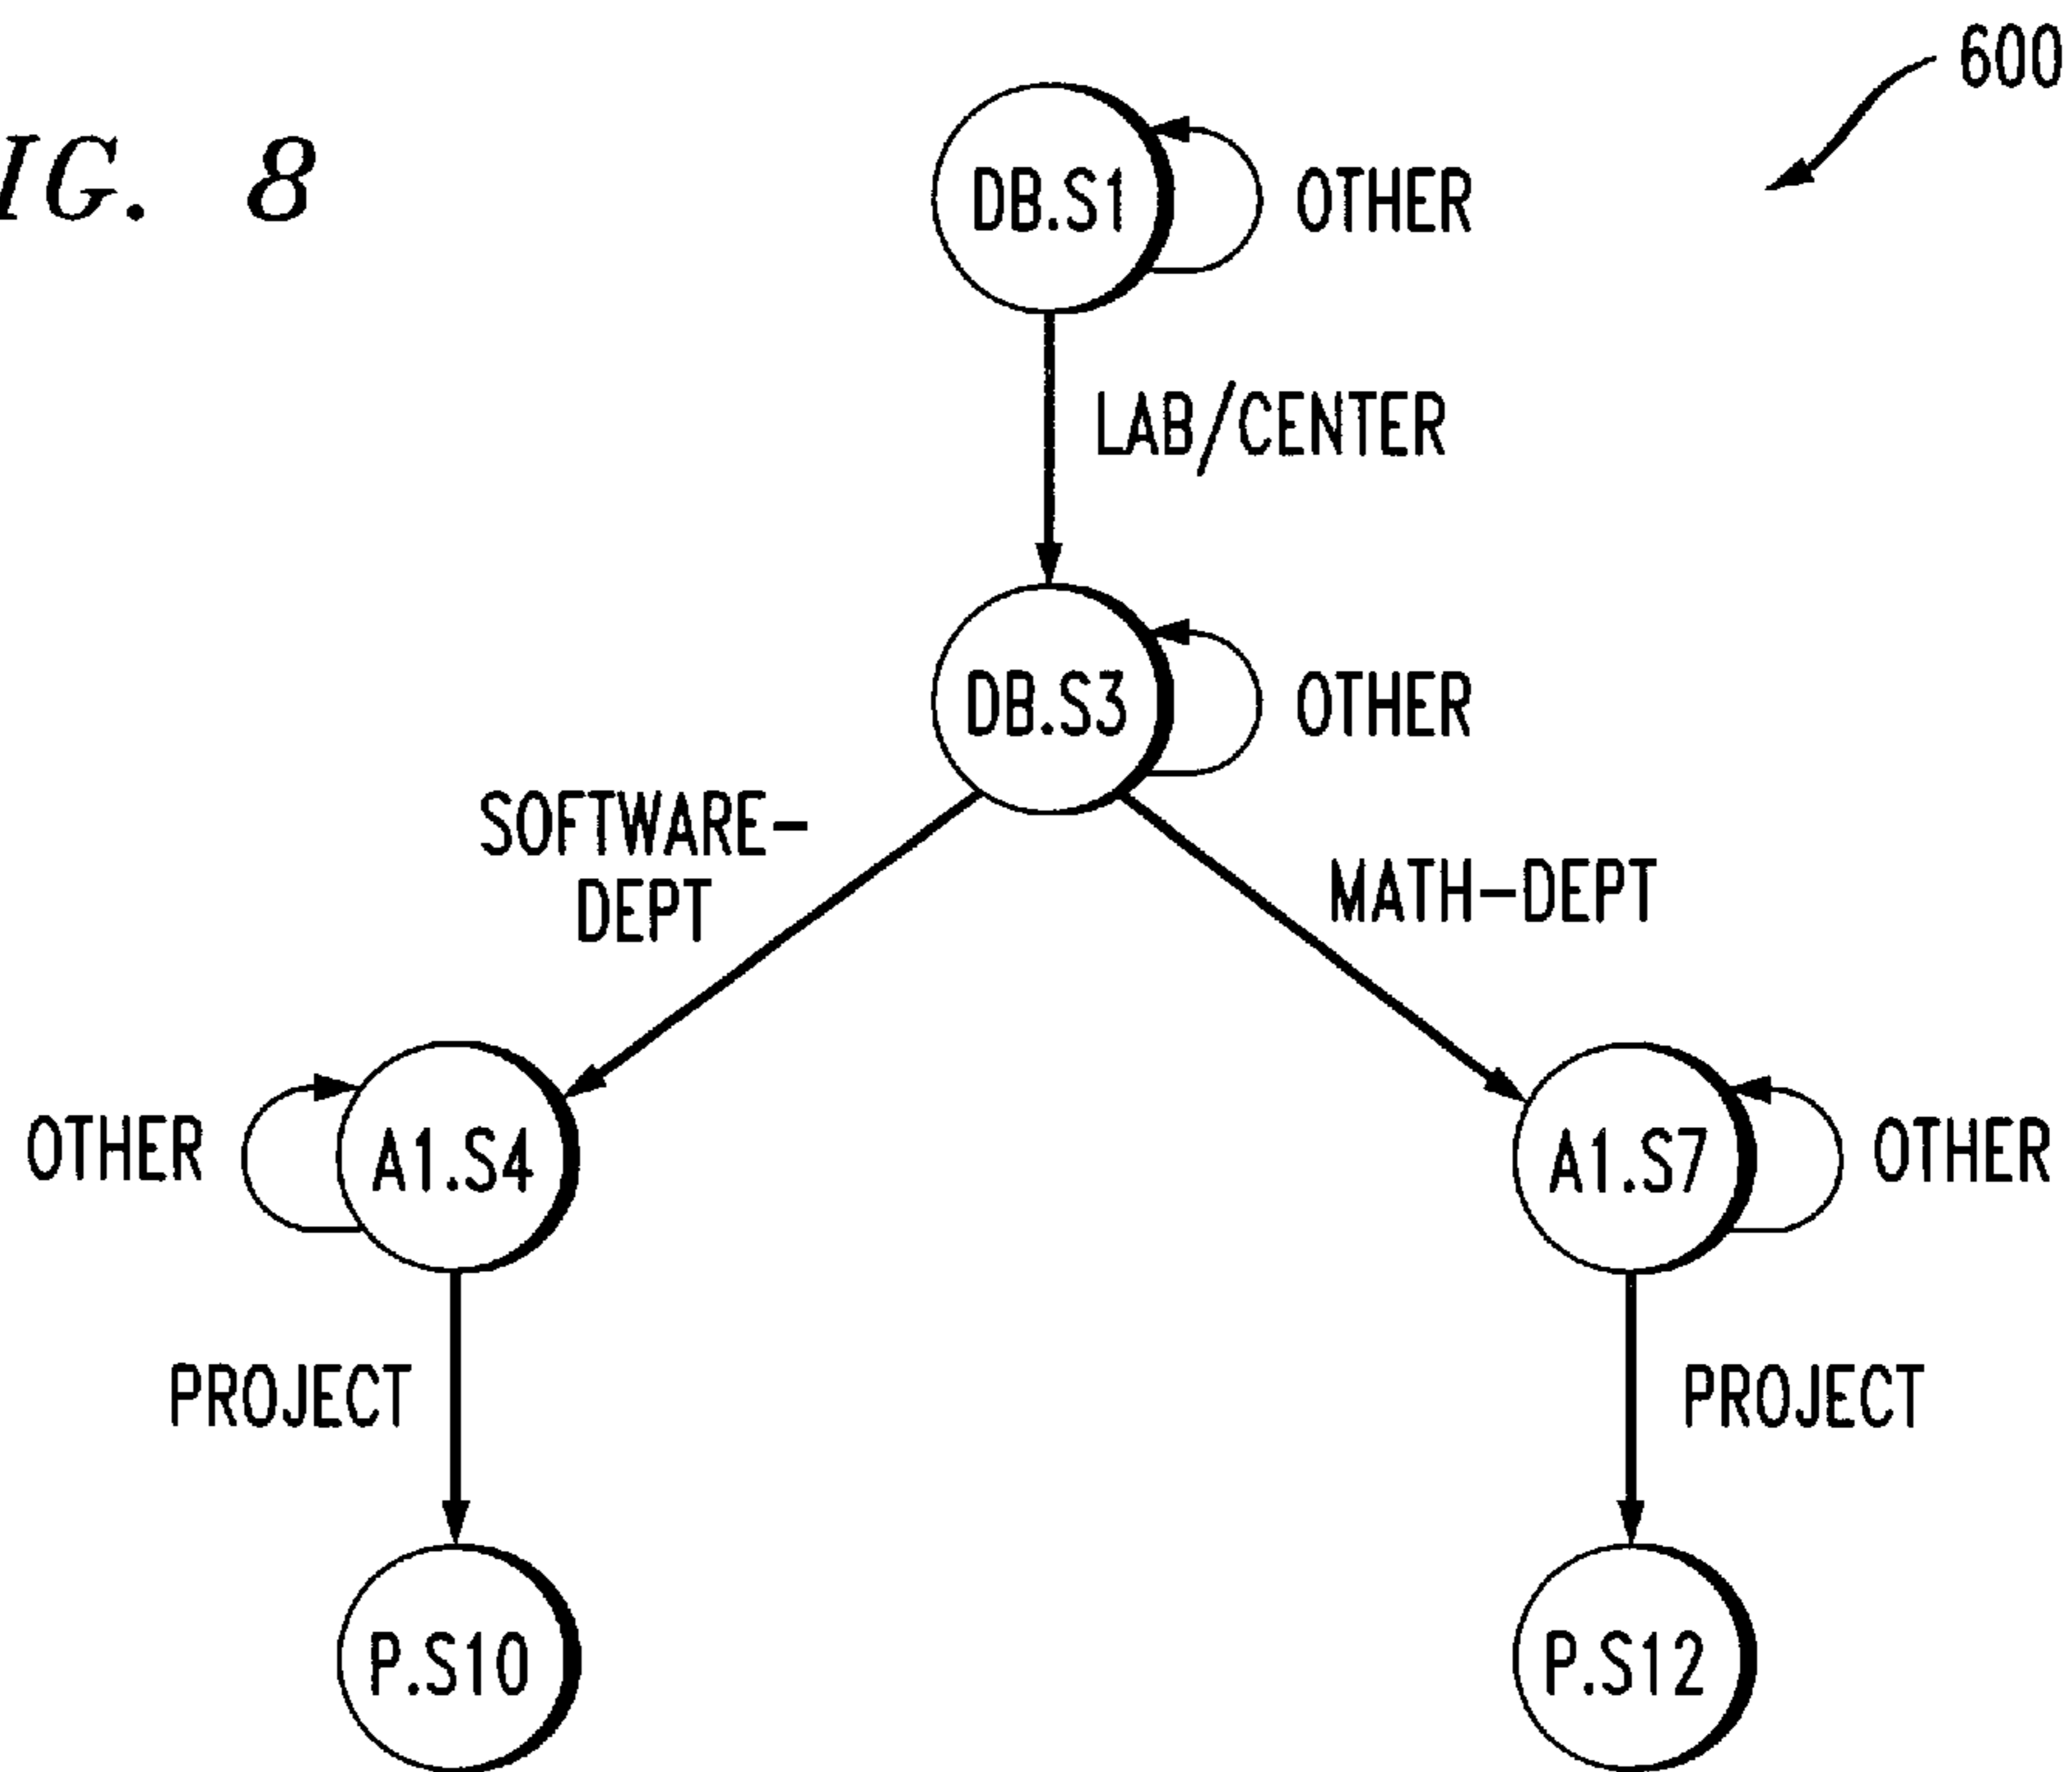 IG. 8
600
DB.S1
OTHER
LAB/CENTER
DB.S3
OTHER
SOFTWARE-
DEPT
MATH-DEPT
OTHER
A1.S4
A1.S7
OTHER
PROJECT
PROJECT
P.S10
P.S12